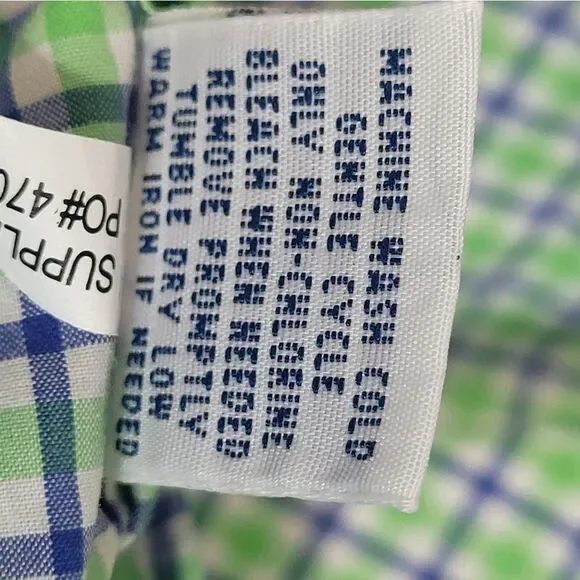 MACHINE WASH COLD
GENTLE CYCLE
ONLY NON-CHLORINE
BLEACH WHEN NEEDED
REMOVE PROMPTLY
TUMBLE DRY LOW
WARM IRON IF NEEDED
SUPPL
PO# 470